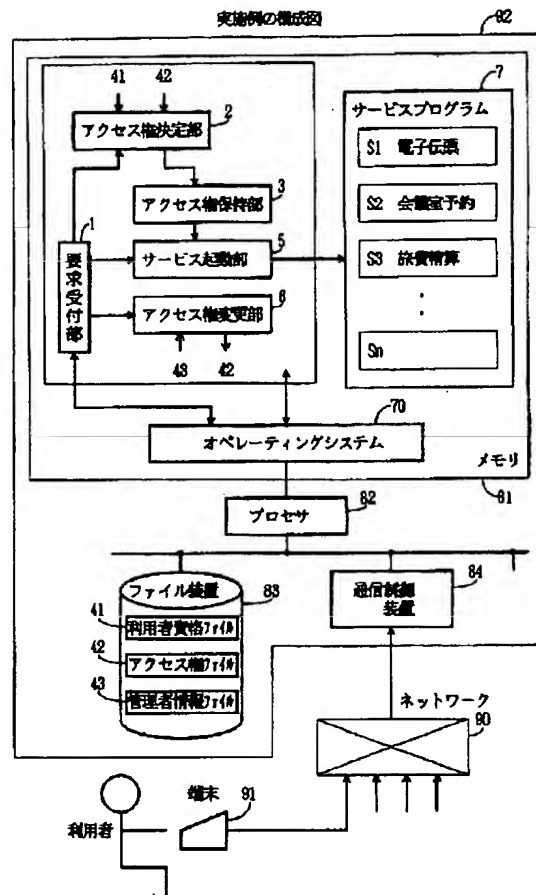 実施例の構成図
92
41 42
2
アクセス権決定部
3
アクセス権保持部
1
要求受付部
5
サービス起動部
6
アクセス権変更部
43 42
7
サービスプログラム
S1 電子伝票
S2 会議室予約
S3 旅費精算
Sn
70
オペレーティングシステム
メモリ
81
82
プロセサ
ファイル装置
83
41
利用者資格ファイル
42
アクセス権ファイル
43
管理者情報ファイル
84
通信制御
装置
ネットワーク
90
端末
91
利用者